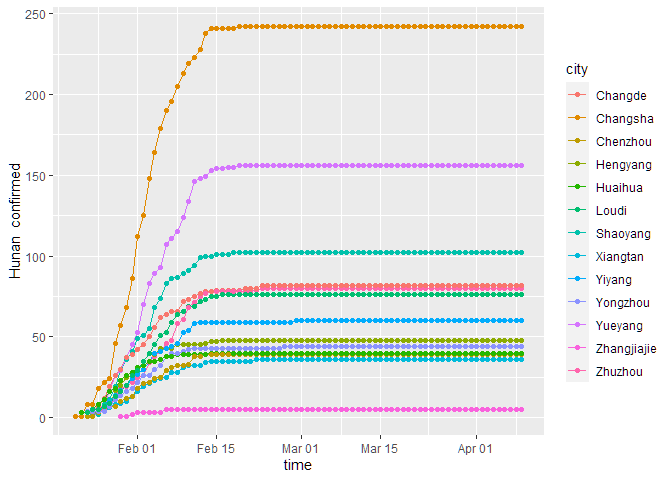 250
200
150
100
50
0
Hunan confirmed
Feb 01
Feb 15
Mar 01
Mar 15
Apr 01
time
city
Changde
Changsha
Chenzhou
Hengyang
Huaihua
Loudi
Shaoyang
Xiangtan
Yiyang
Yongzhou
Yueyang
Zhangjiajie
Zhuzhou